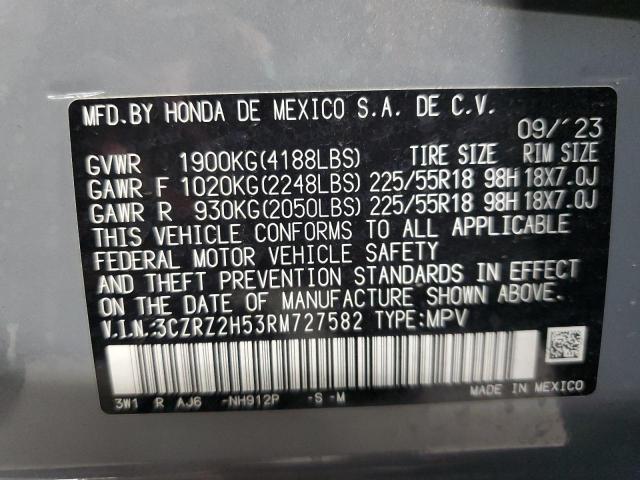 MFD. BY HONDA DE MEXICO S.A. DE C.V.
09/'23
GVWR 1900KG(4188LBS) TIRE SIZE RIM SIZE
GAWR F 1020KG(2248LBS) 225/55R18 98H 18X7.0J
GAWR R 930KG(2050LBS) 225/55R18 98H 18X7.0J
THIS VEHICLE CONFORMS TO ALL APPLICABLE
FEDERAL MOTOR VEHICLE SAFETY
AND THEFT PREVENTION STANDARDS IN EFFECT
ON THE DATE OF MANUFACTURE SHOWN ABOVE.
V.I.N.:3CZRZ2H53RM727582 TYPE:MPV
3W1 R AJ6 -NH912P -S -M
MADE IN MEXICO